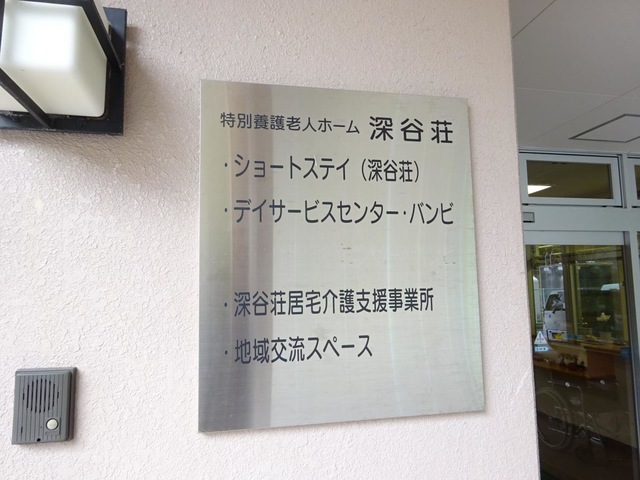 特別養護老人ホーム 深谷荘
・ショートステイ（深谷荘）
・デイサービスセンター・バンビ
・深谷荘居宅介護支援事業所
・地域交流スペース